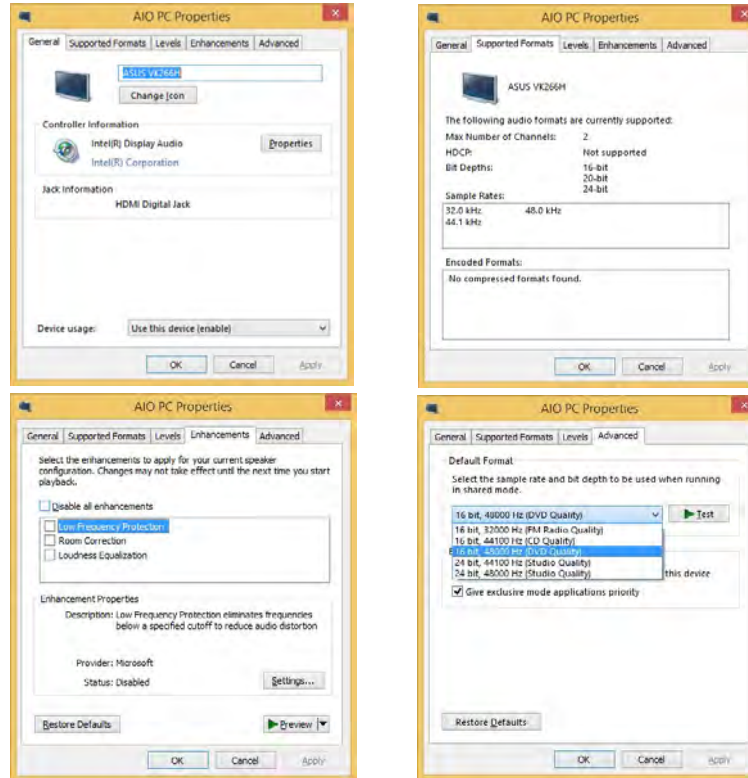 AIO PC Properties
General Supported Formats Levels Enhancements Advanced
ASUS VK266H
Change Icon
Controller Information
Intel(R) Display Audio
Properties
Intel(R) Corporation
Jack Information
HDMI Digital Jack
Device usage:
Use this device (enable)
OK Cancel Apply
AIO PC Properties
General Supported Formats Levels Enhancements Advanced
ASUS VK266H
The following audio formats are currently supported:
Max Number of Channels: 2
HDCP: Not supported
Bit Depths: 16-bit
20-bit
24-bit
Sample Rates:
32.0 kHz 48.0 kHz
44.1 kHz
Encoded Formats:
No compressed formats found.
OK Cancel Apply
AIO PC Properties
General Supported Formats Levels Enhancements Advanced
Select the enhancements to apply for your current speaker
configuration. Changes may not take effect until the next time you start
playback.
Disable all enhancements
Low Frequency Protection
Room Correction
Loudness Equalization
Enhancement Properties
Description: Low Frequency Protection eliminates frequencies
below a specified cutoff to reduce audio distortion
Provider: Microsoft
Status: Disabled
Settings...
Restore Defaults
Preview
OK Cancel Apply
AIO PC Properties
General Supported Formats Levels Advanced
Default Format
Select the sample rate and bit depth to be used when running
in shared mode.
16 bit, 48000 Hz (DVD Quality)
Test
16 bit, 32000 Hz (FM Radio Quality)
16 bit, 44100 Hz (CD Quality)
16 bit, 48000 Hz (DVD Quality)
24 bit, 44100 Hz (Studio Quality)
24 bit, 48000 Hz (Studio Quality)
this device
Give exclusive mode applications priority
Restore Defaults
OK Cancel Apply